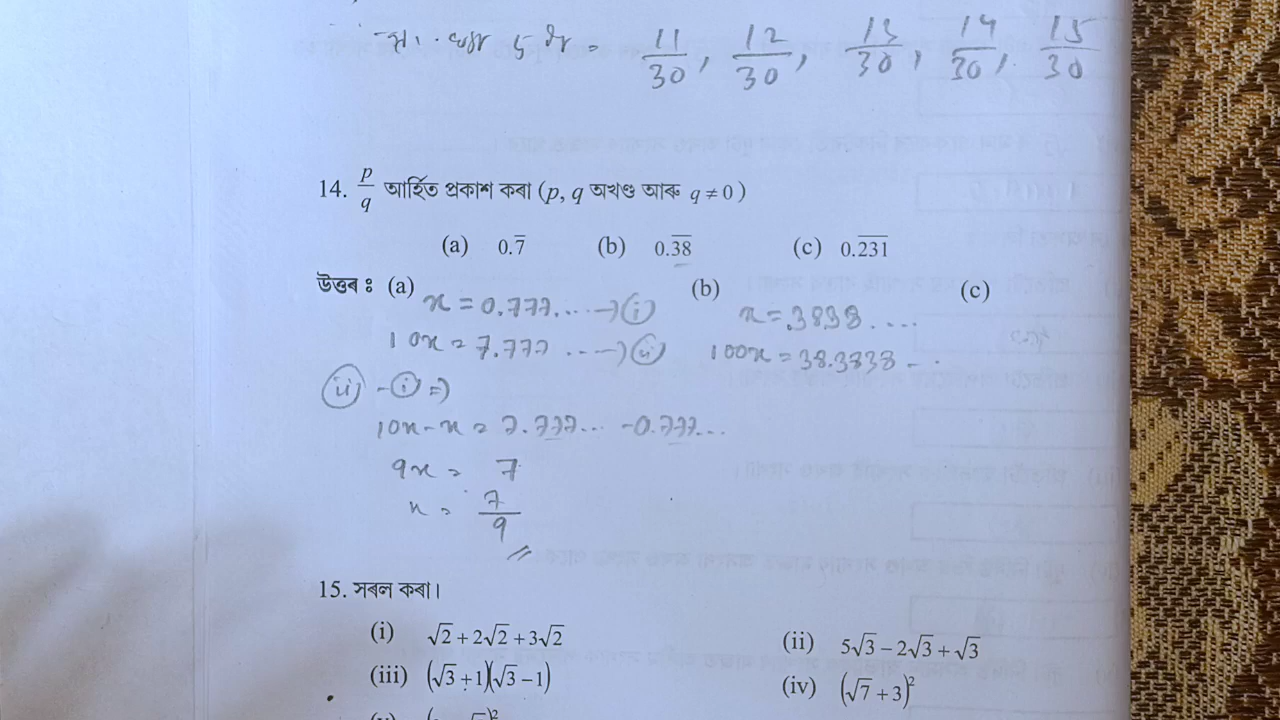 = 11/30, 12/30, 13/30, 14/30, 15/30
14. p/q আৰ্হিত প্ৰকাশ কৰা (p, q অখণ্ড আৰু q ≠ 0)
(a) 0.7̅ (b) 0.3̅8̅ (c) 0.2̅3̅1̅
উত্তৰ ঃ (a) (b) (c)
x = 0.777.... → (i) x = .3838....
10x = 7.777 .... → (ii) 100x = 38.3838 - .
(ii) - (i) ⇒
10x - x = 7.777... - 0.777...
9x = 7
x = 7/9
15. সৰল কৰা।
(i) √2 + 2√2 + 3√2 (ii) 5√3 − 2√3 + √3
(iii) (√3 + 1)(√3 − 1) (iv) (√7 + 3)²